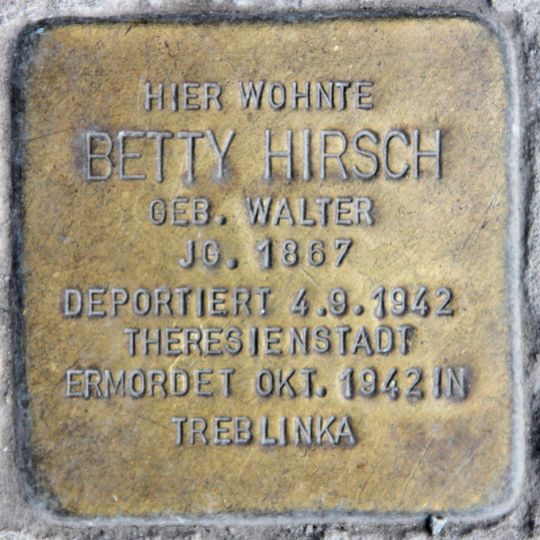 HIER WOHNTE
BETTY HIRSCH
GEB. WALTER
JG. 1867
DEPORTIERT 4.9.1942
THERESIENSTADT
ERMORDET OKT. 1942 IN
TREBLINKA